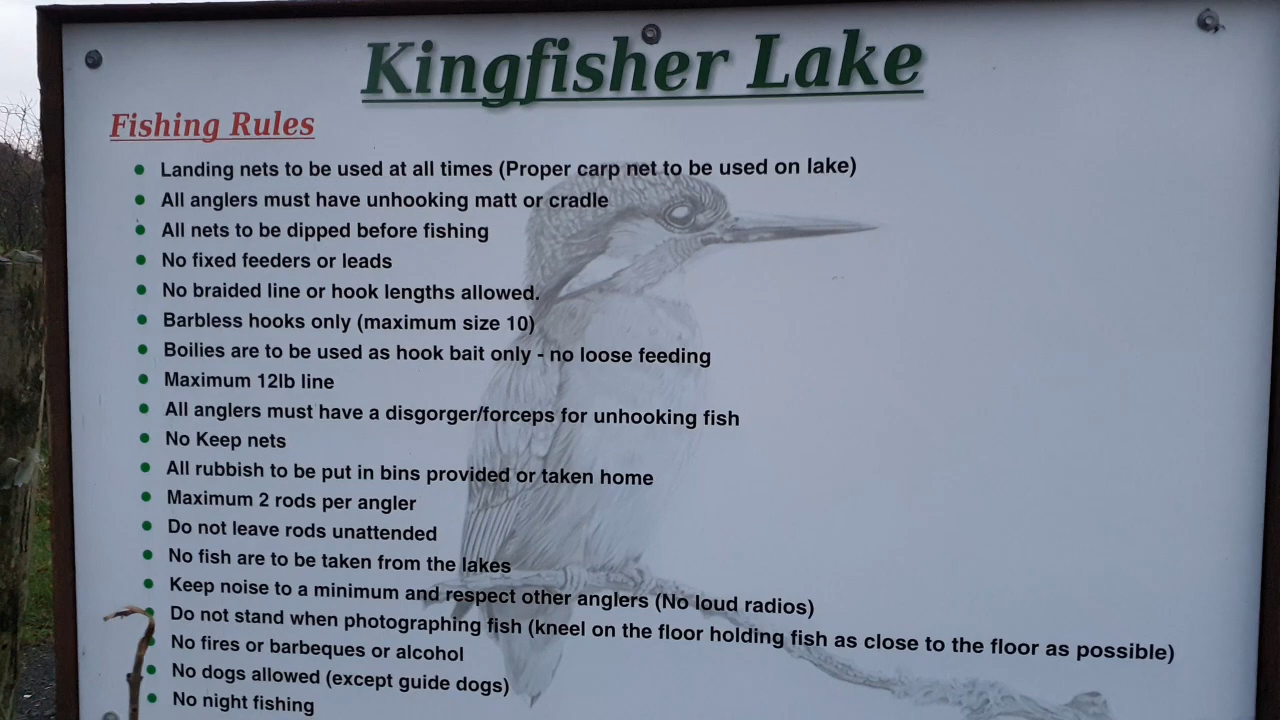 Kingfisher Lake
Fishing Rules
Landing nets to be used at all times (Proper carp net to be used on lake)
All anglers must have unhooking matt or cradle
All nets to be dipped before fishing
No fixed feeders or leads
No braided line or hook lengths allowed.
Barbless hooks only (maximum size 10)
Boilies are to be used as hook bait only - no loose feeding
Maximum 12lb line
All anglers must have a disgorger/forceps for unhooking fish
No Keep nets
All rubbish to be put in bins provided or taken home
Maximum 2 rods per angler
Do not leave rods unattended
No fish are to be taken from the lakes
Keep noise to a minimum and respect other anglers (No loud radios)
Do not stand when photographing fish (kneel on the floor holding fish as close to the floor as possible)
No fires or barbeques or alcohol
No dogs allowed (except guide dogs)
No night fishing